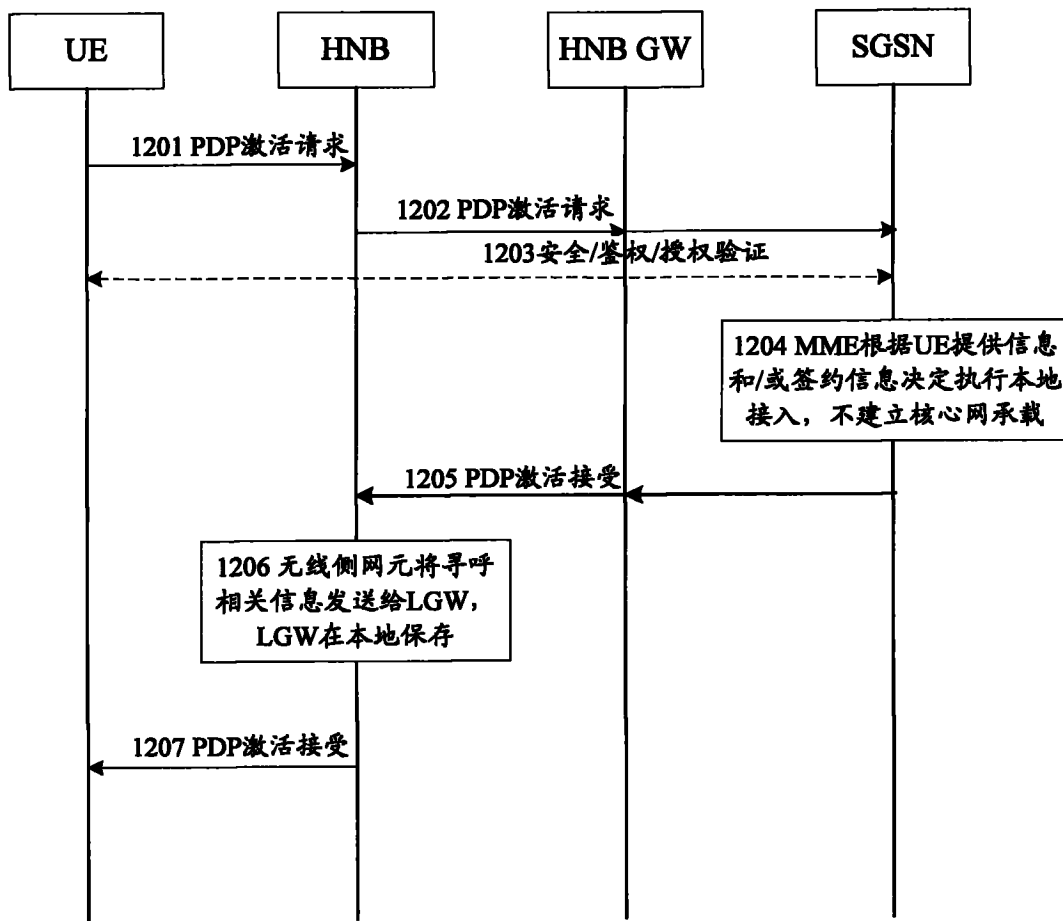 UE
HNB
HNB GW
SGSN
1201 PDP激活请求
1202 PDP激活请求
1203安全/鉴权/授权验证
1204 MME根据UE提供信息
和/或签约信息决定执行本地
接入，不建立核心网承载
1205 PDP激活接受
1206 无线侧网元将寻呼
相关信息发送给LGW，
LGW在本地保存
1207 PDP激活接受